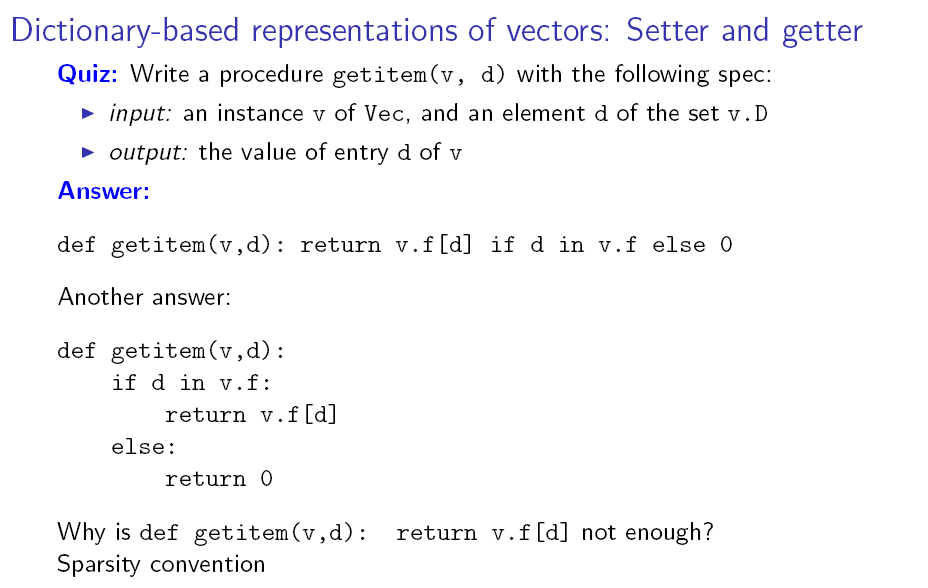 Dictionary-based representations of vectors: Setter and getter
Quiz: Write a procedure getitem(v, d) with the following spec:
▶ input: an instance v of Vec, and an element d of the set v.D
▶ output: the value of entry d of v
Answer:
def getitem(v,d): return v.f[d] if d in v.f else 0
Another answer:
def getitem(v,d):
    if d in v.f:
        return v.f[d]
    else:
        return 0
Why is def getitem(v,d):  return v.f[d] not enough?
Sparsity convention